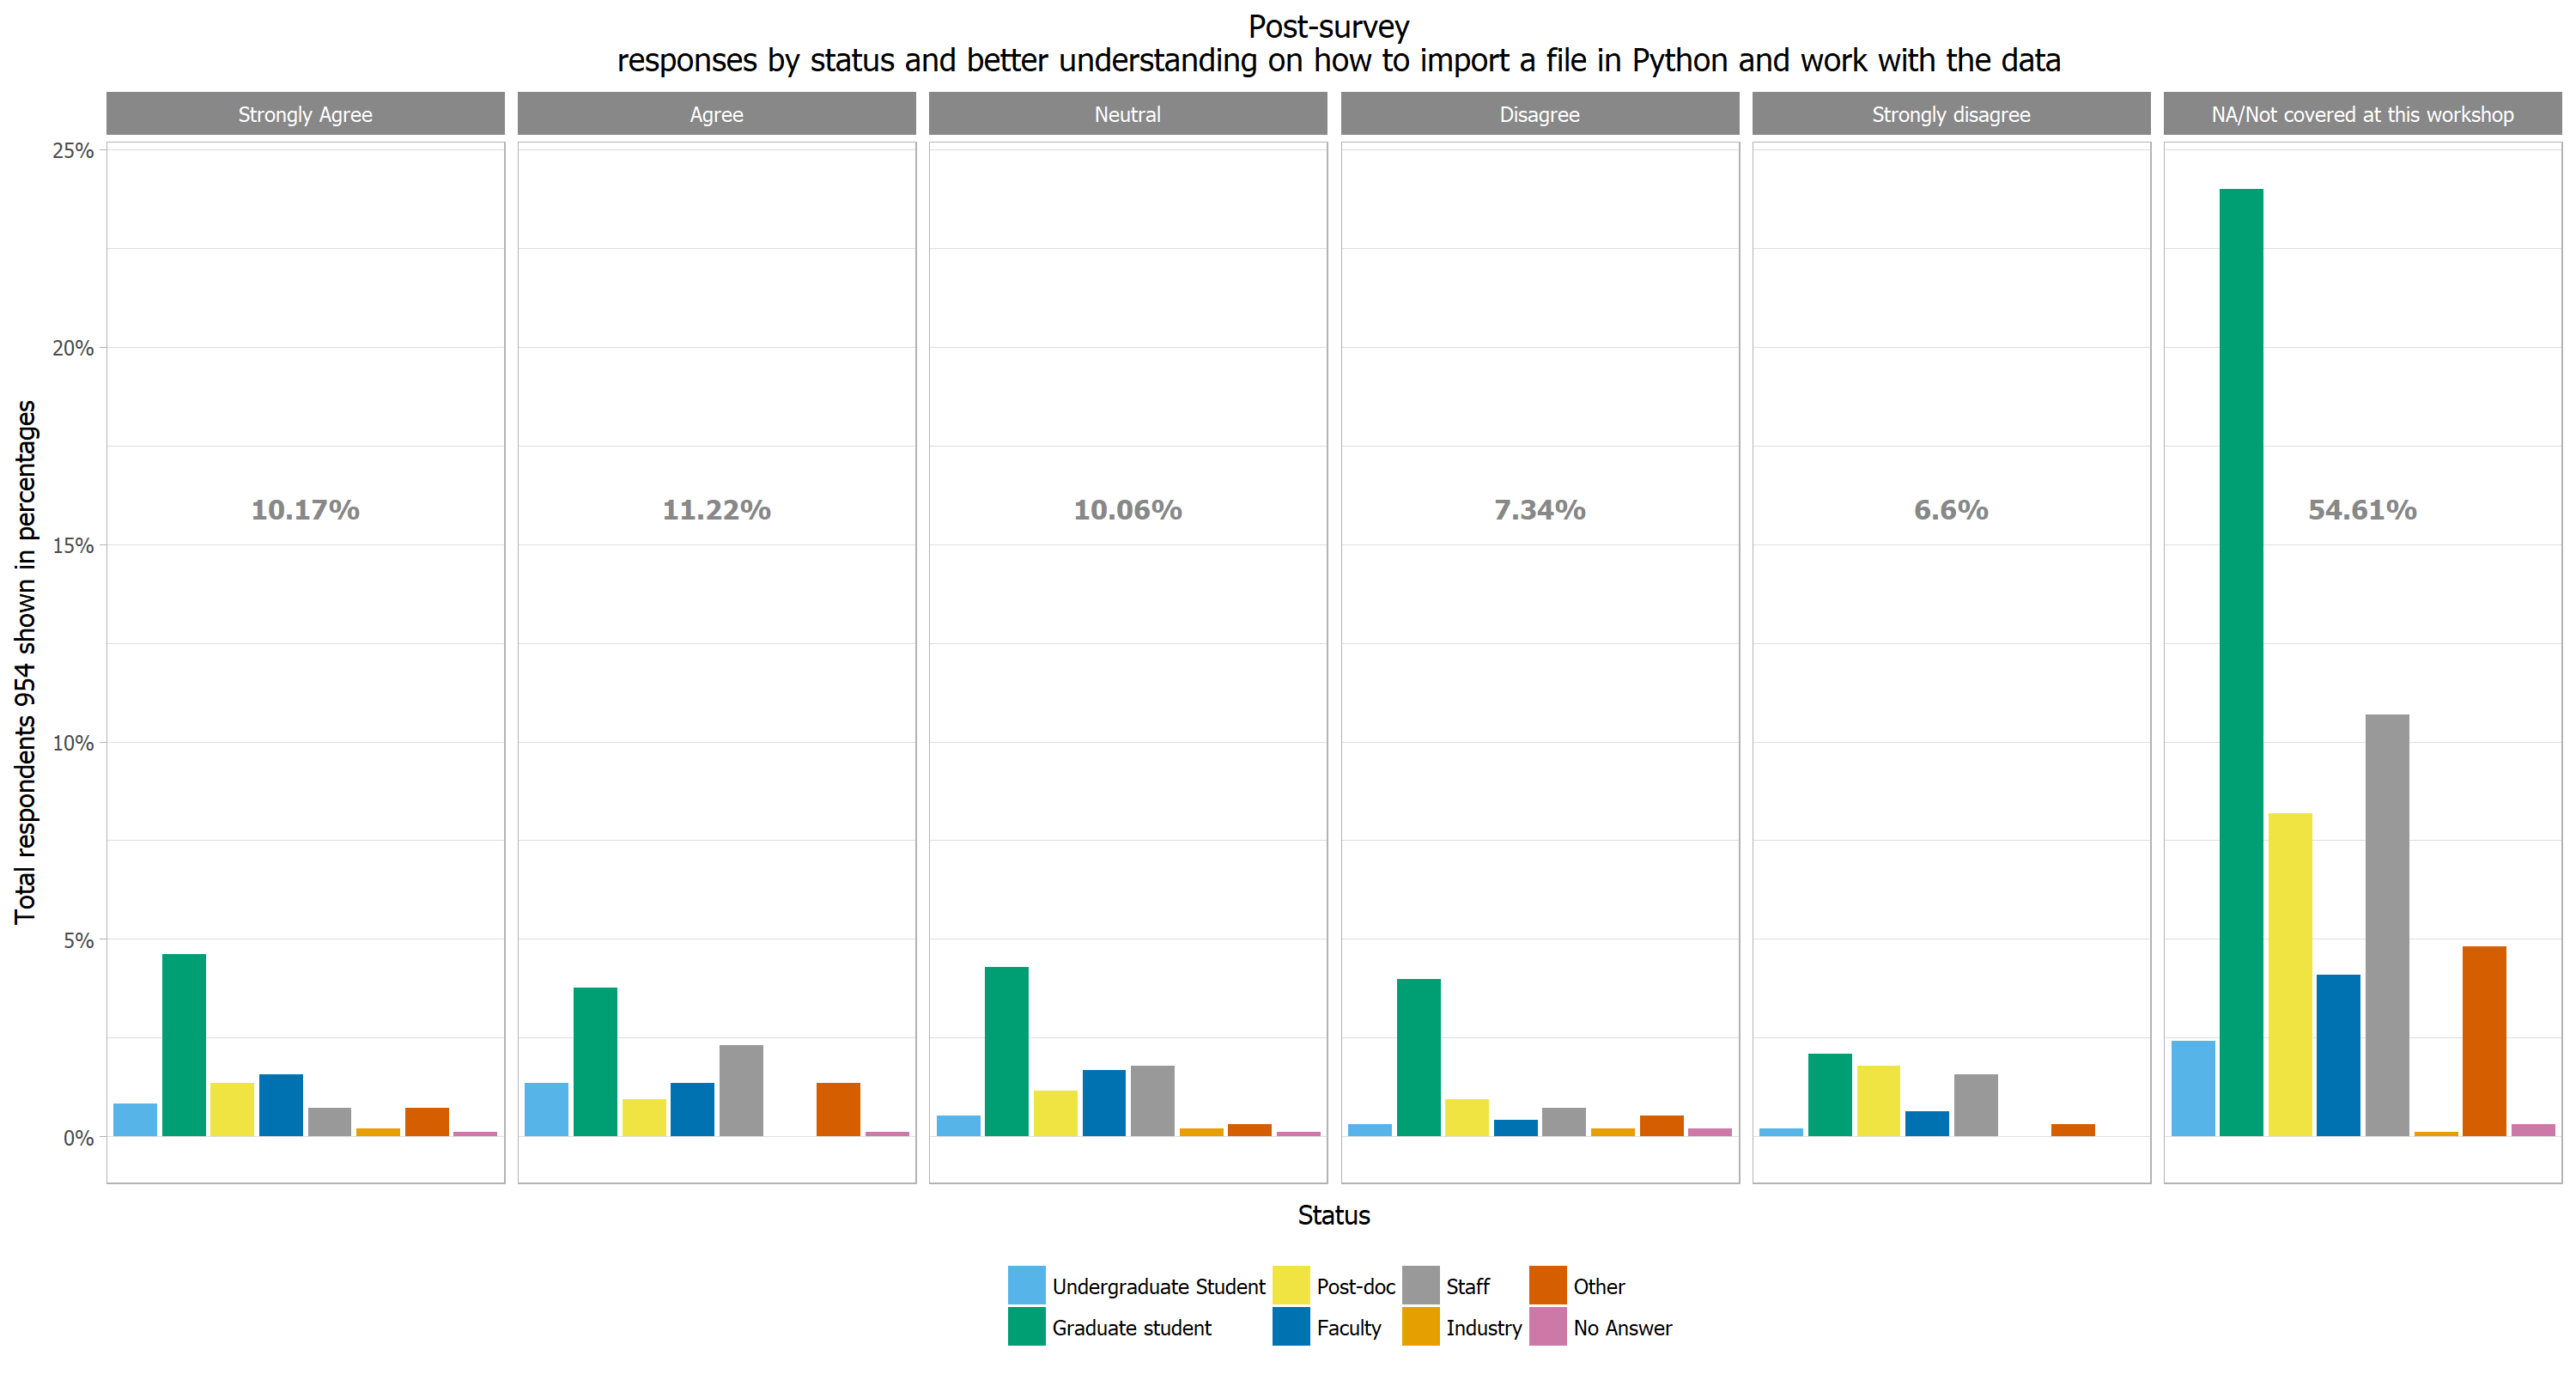 Post-survey
responses by status and better understanding on how to import a file in Python and work with the data
Strongly Agree
Agree
Neutral
Disagree
Strongly disagree
NA/Not covered at this workshop
25%
20%
15%
10%
5%
0%
Total respondents 954 shown in percentages
10.17%
11.22%
10.06%
7.34%
6.6%
54.61%
Status
Undergraduate Student
Post-doc
Staff
Other
Graduate student
Faculty
Industry
No Answer